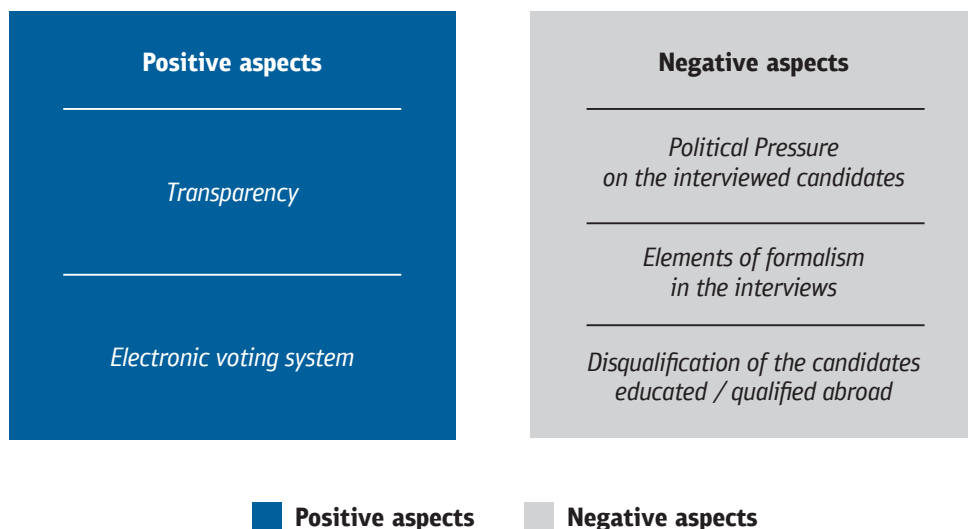 Positive aspects
Transparency
Electronic voting system
Negative aspects
Political Pressure
on the interviewed candidates
Elements of formalism
in the interviews
Disqualification of the candidates
educated / qualified abroad
Positive aspects
Negative aspects